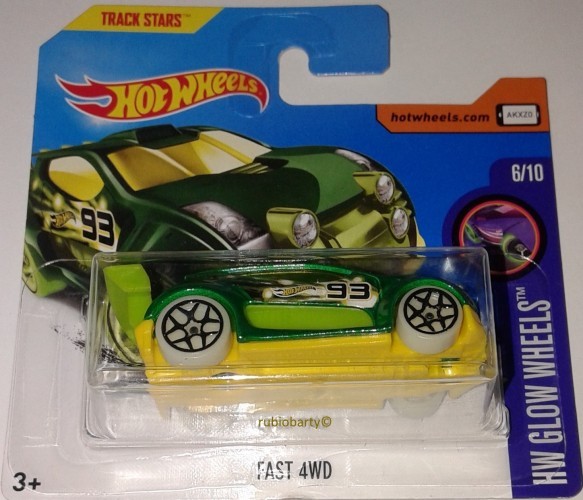 TRACK STARS™
Hot Wheels
hotwheels.com
AKXZ0
6/10
93
93
HW GLOW WHEELS™
rubiobarty©
FAST 4WD
3+